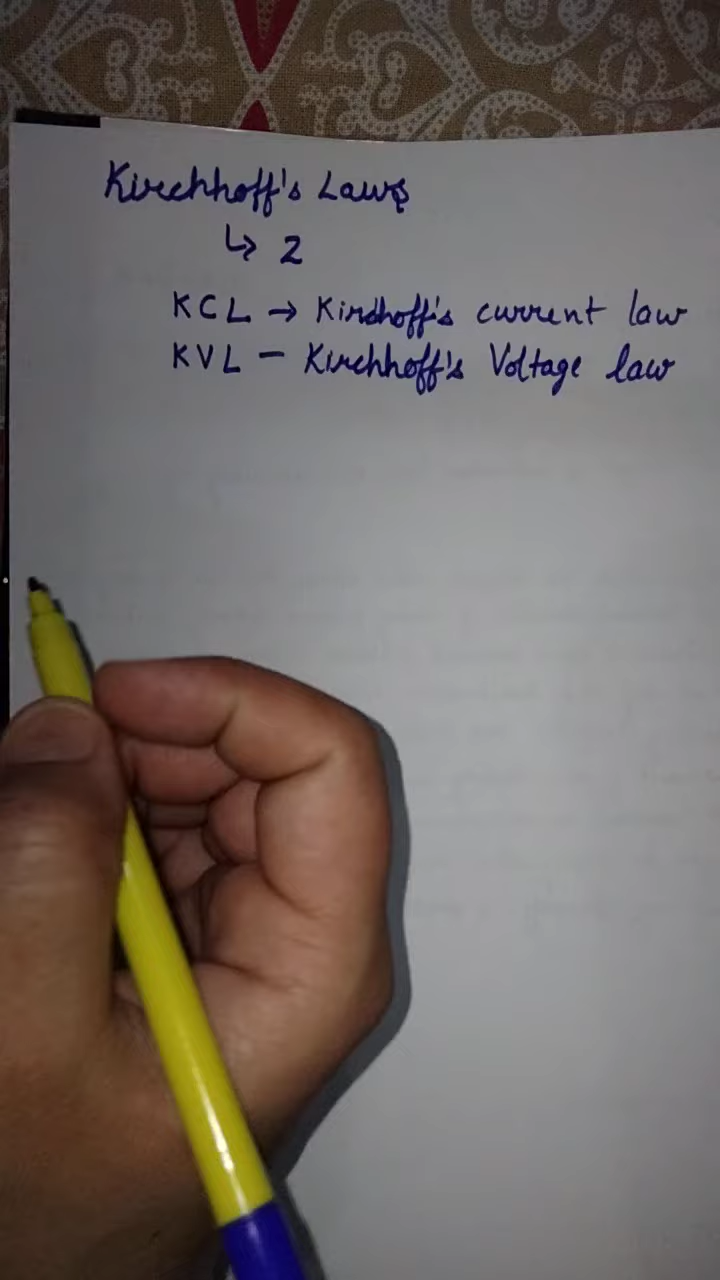 Kirchhoff's Laws
↳ 2
KCL → Kirchhoff's current law
KVL - Kirchhoff's Voltage law